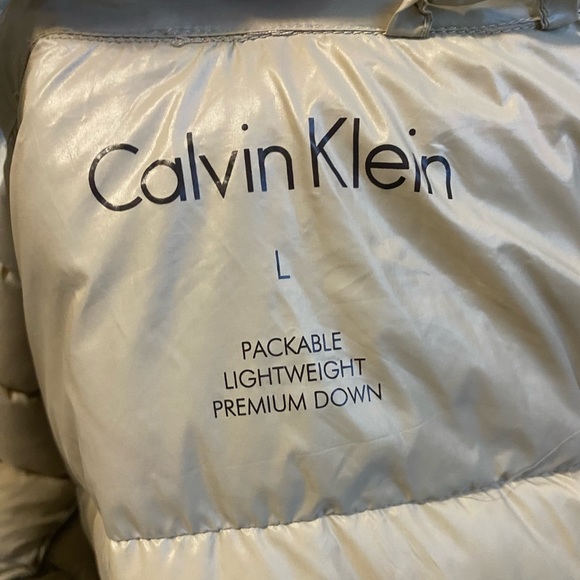 Calvin Klein
L
PACKABLE
LIGHTWEIGHT
PREMIUM DOWN